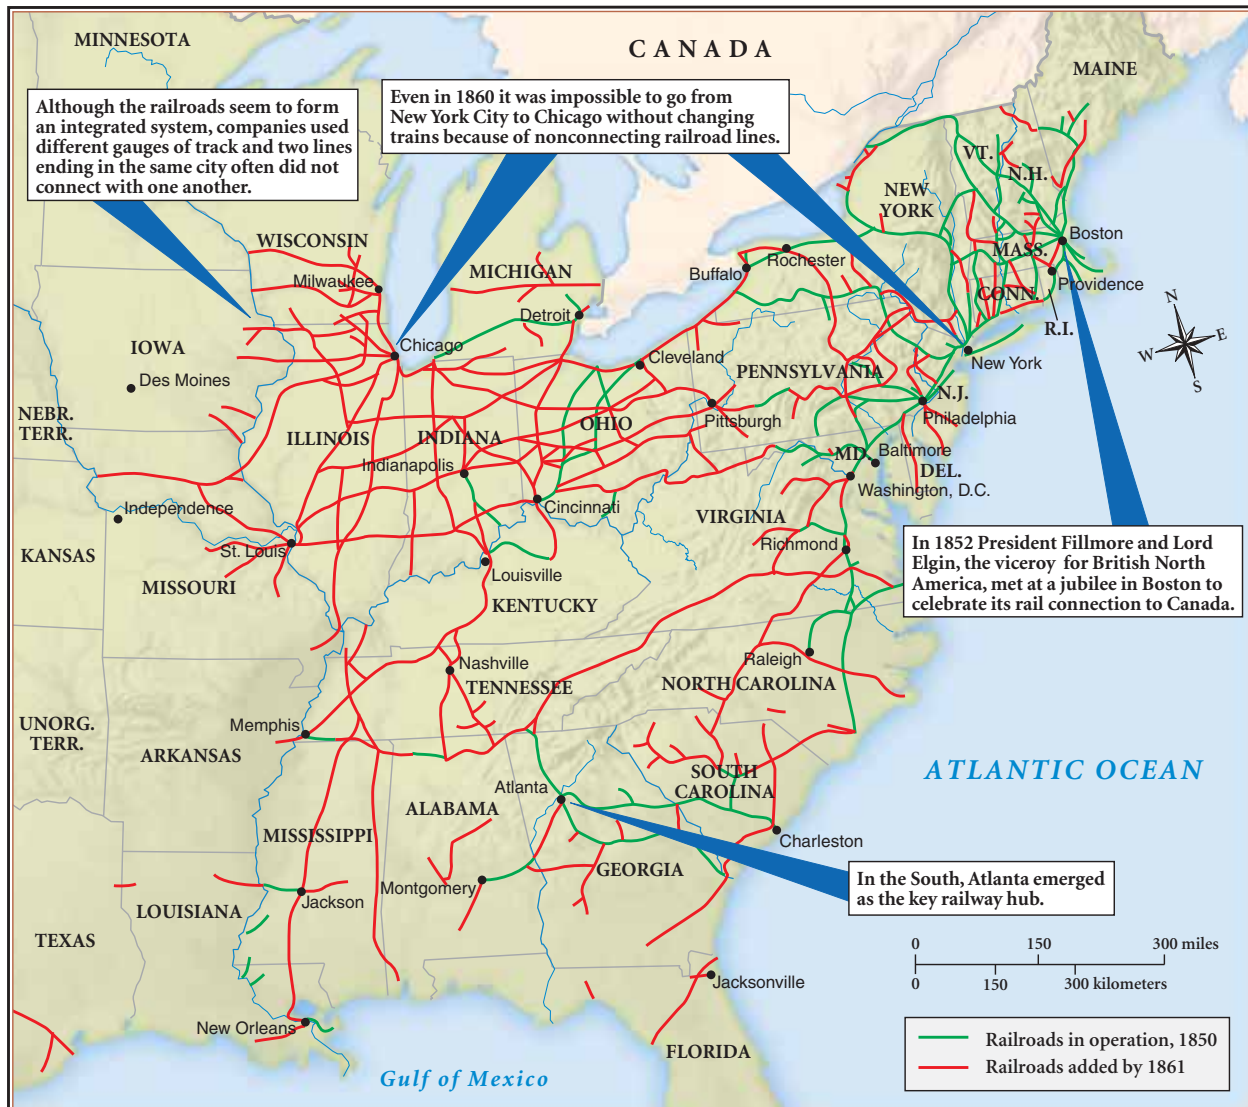 MINNESOTA
CANADA
MAINE
Although the railroads seem to form
an integrated system, companies used
different gauges of track and two lines
ending in the same city often did not
connect with one another.
Even in 1860 it was impossible to go from
New York City to Chicago without changing
trains because of nonconnecting railroad lines.
VT.
N.H.
NEW
YORK
WISCONSIN
Milwaukee
MICHIGAN
Detroit
Buffalo
Rochester
MASS.
Boston
CONN.
Providence
R.I.
N
W
E
S
IOWA
Des Moines
Chicago
Cleveland
PENNSYLVANIA
New York
N.J.
Philadelphia
NEBR.
TERR.
ILLINOIS
INDIANA
Indianapolis
OHIO
Pittsburgh
MD.
Baltimore
DEL.
Washington, D.C.
Independence
Cincinnati
VIRGINIA
Richmond
KANSAS
St. Louis
MISSOURI
Louisville
KENTUCKY
In 1852 President Fillmore and Lord
Elgin, the viceroy for British North
America, met at a jubilee in Boston to
celebrate its rail connection to Canada.
Nashville
TENNESSEE
Raleigh
NORTH CAROLINA
UNORG.
TERR.
Memphis
ARKANSAS
ATLANTIC OCEAN
Atlanta
ALABAMA
SOUTH
CAROLINA
MISSISSIPPI
Charleston
GEORGIA
Montgomery
Jackson
LOUISIANA
TEXAS
In the South, Atlanta emerged
as the key railway hub.
0 150 300 miles
0 150 300 kilometers
Jacksonville
New Orleans
FLORIDA
Gulf of Mexico
Railroads in operation, 1850
Railroads added by 1861